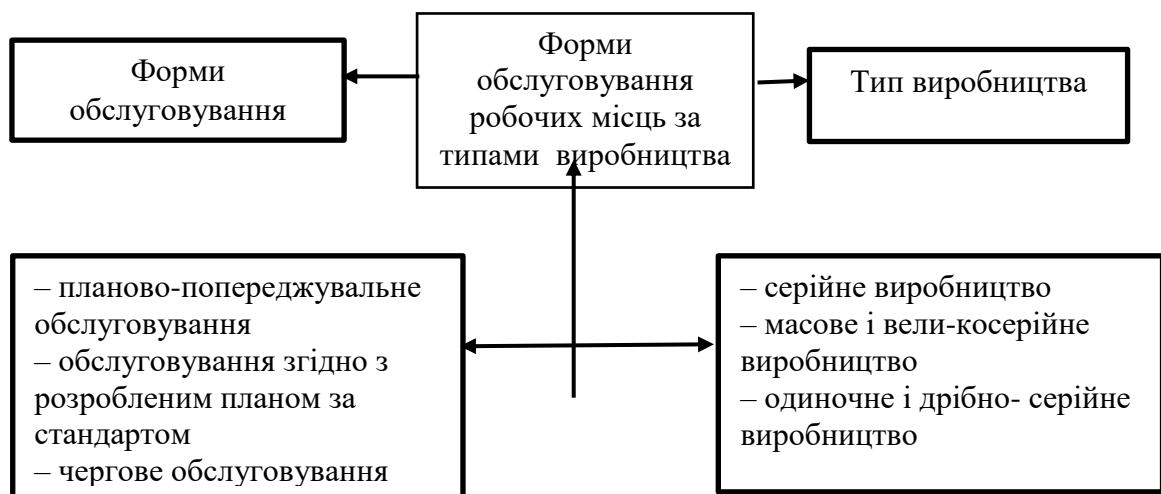 Форми
обслуговування
Форми
обслуговування
робочих місць за
типами виробництва
Тип виробництва
– планово-попереджувальне
обслуговування
– обслуговування згідно з
розробленим планом за
стандартом
– чергове обслуговування
– серійне виробництво
– масове і вели-косерійне
виробництво
– одиночне і дрібно- серійне
виробництво